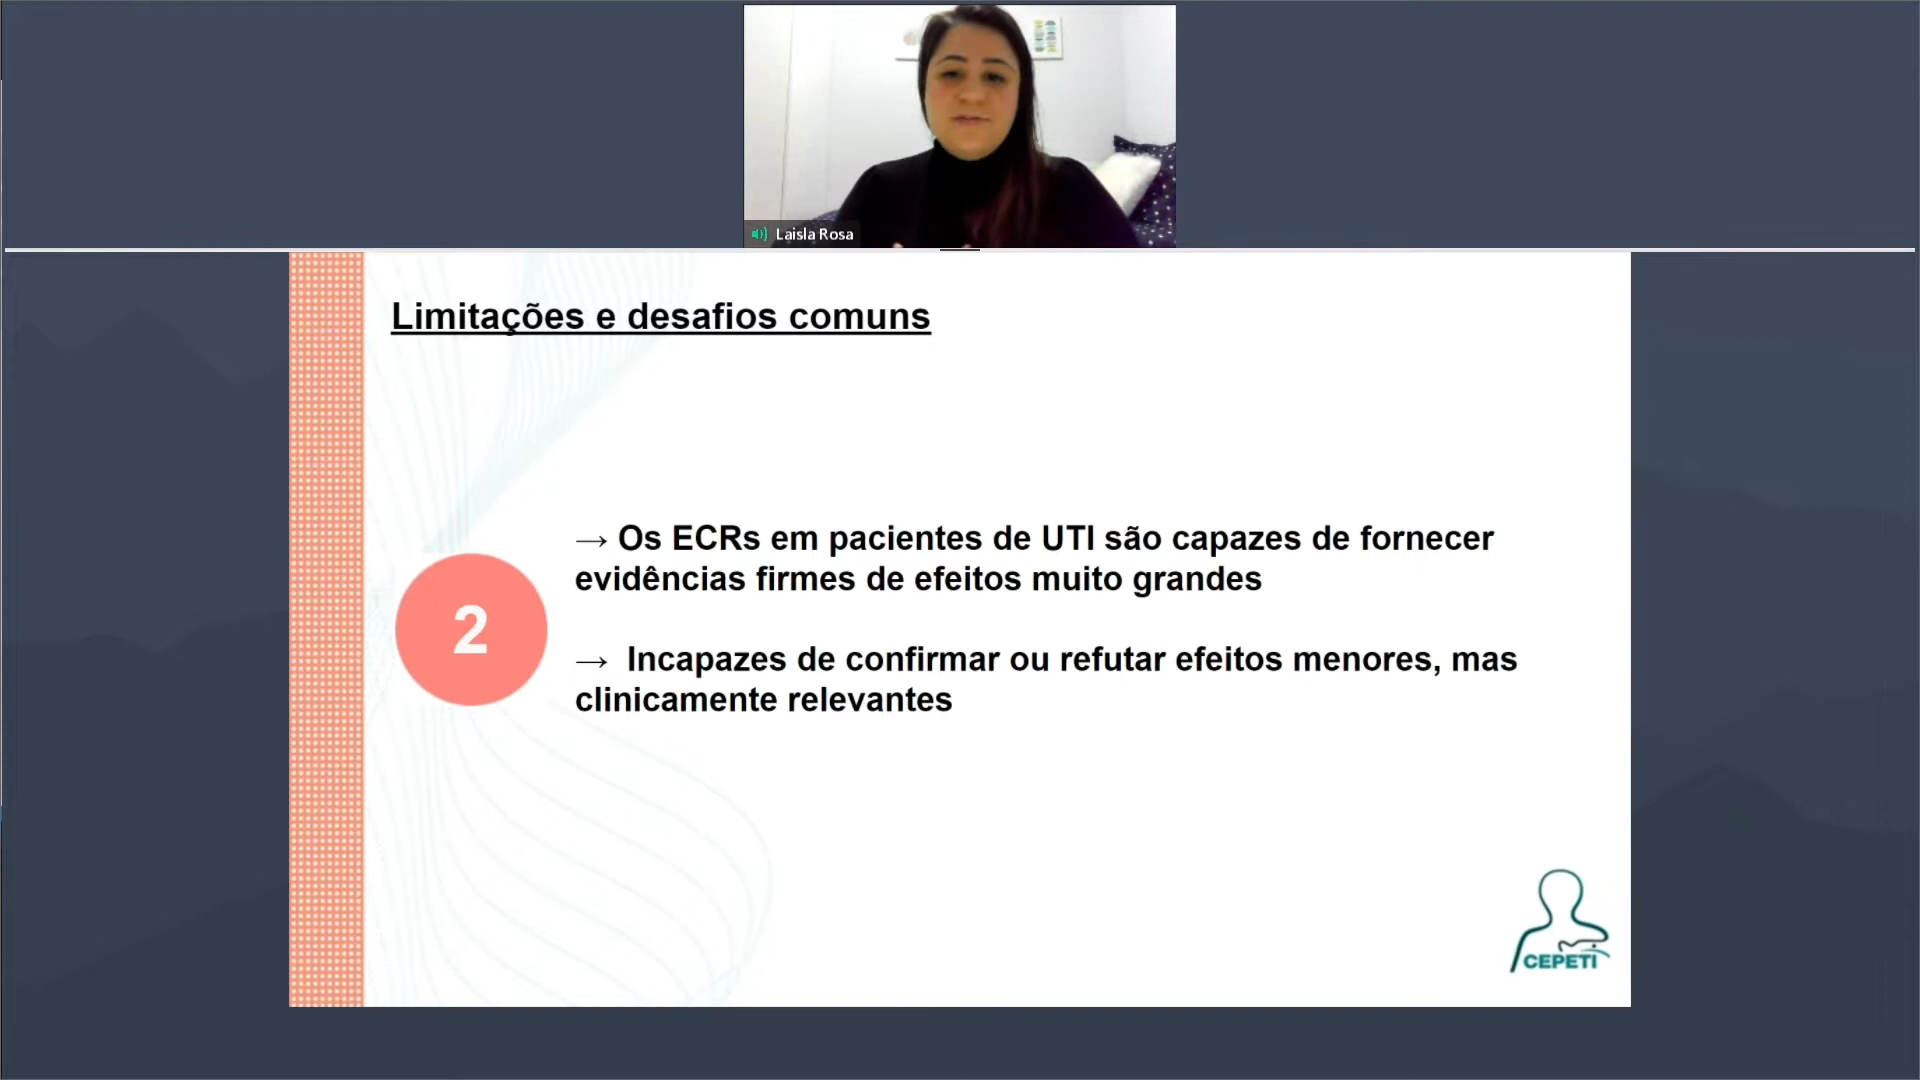 Laisla Rosa
Limitações e desafios comuns
→ Os ECRs em pacientes de UTI são capazes de fornecer
evidências firmes de efeitos muito grandes
2
→ Incapazes de confirmar ou refutar efeitos menores, mas
clinicamente relevantes
CEPETI